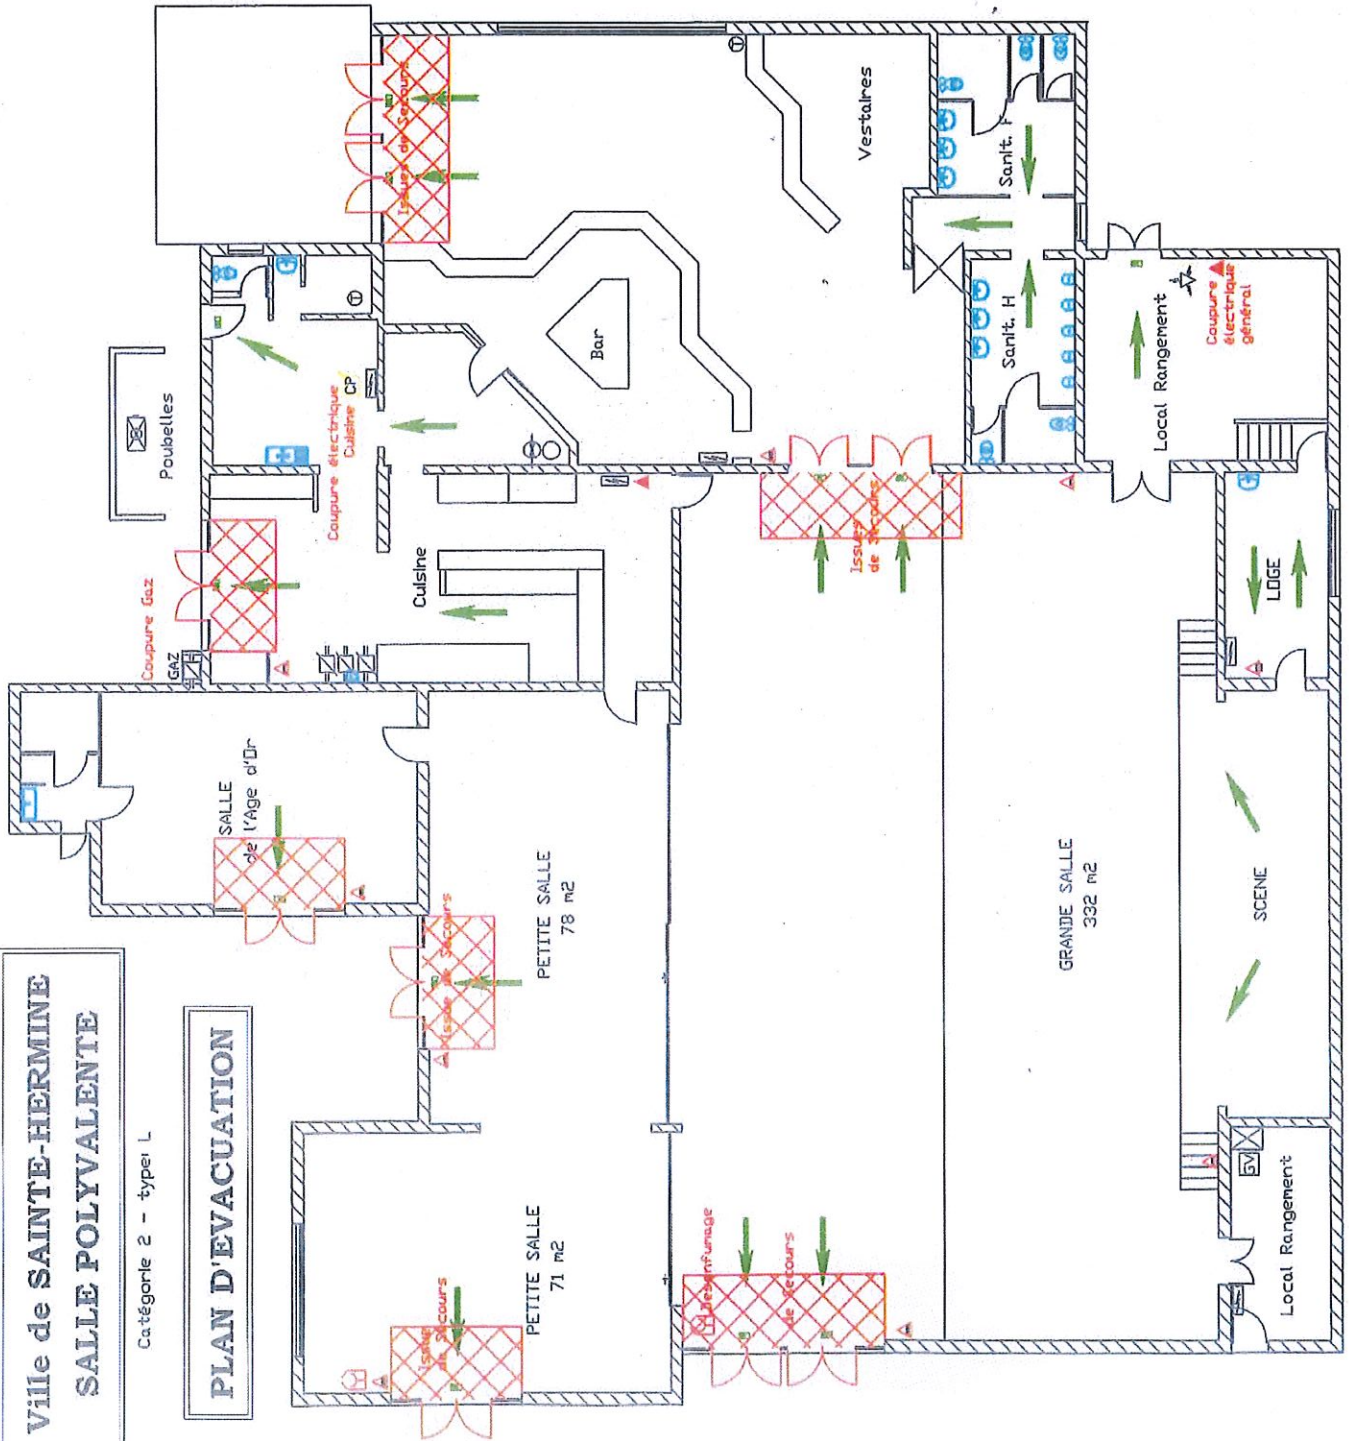 Ville de SAINTE-HERMINE
SALLE POLYVALENTE
Catégorie 2 - type: L
PLAN D'EVACUATION
Poubelles
Coupure Gaz
GAZ
Coupure électrique
Cuisine CP
Cuisine
Bar
Issues de Secours
T
T
Vestaires
Sanit. F
Sanit. H
Local Rangement
Coupure
électrique
général
Issues
de Secours
LOGE
SALLE
de l'Age d'Or
Issue de Secours
PETITE SALLE
78 m2
PETITE SALLE
71 m2
Issue
de Secours
Désenfumage
de Secours
GRANDE SALLE
332 m2
SCENE
GV
Local Rangement